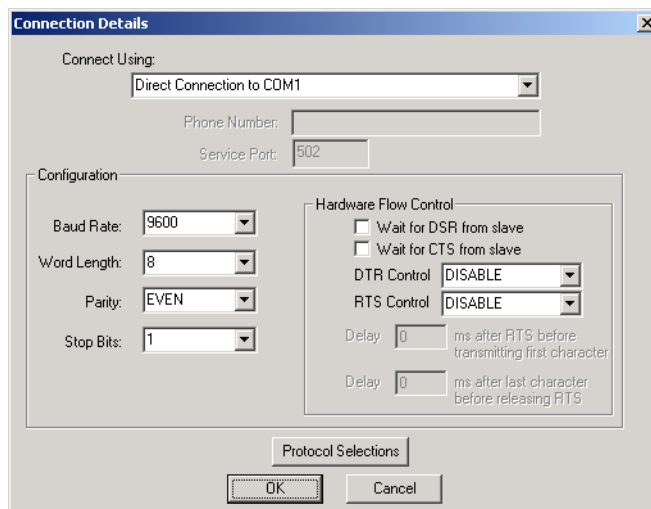 Connection Details
Connect Using:
Direct Connection to COM1
Phone Number:
Service Port: 502
Configuration
Baud Rate: 9600
Word Length: 8
Parity: EVEN
Stop Bits: 1
Hardware Flow Control
Wait for DSR from slave
Wait for CTS from slave
DTR Control DISABLE
RTS Control DISABLE
Delay 0 ms after RTS before
transmitting first character
Delay 0 ms after last character
before releasing RTS
Protocol Selections
OK Cancel